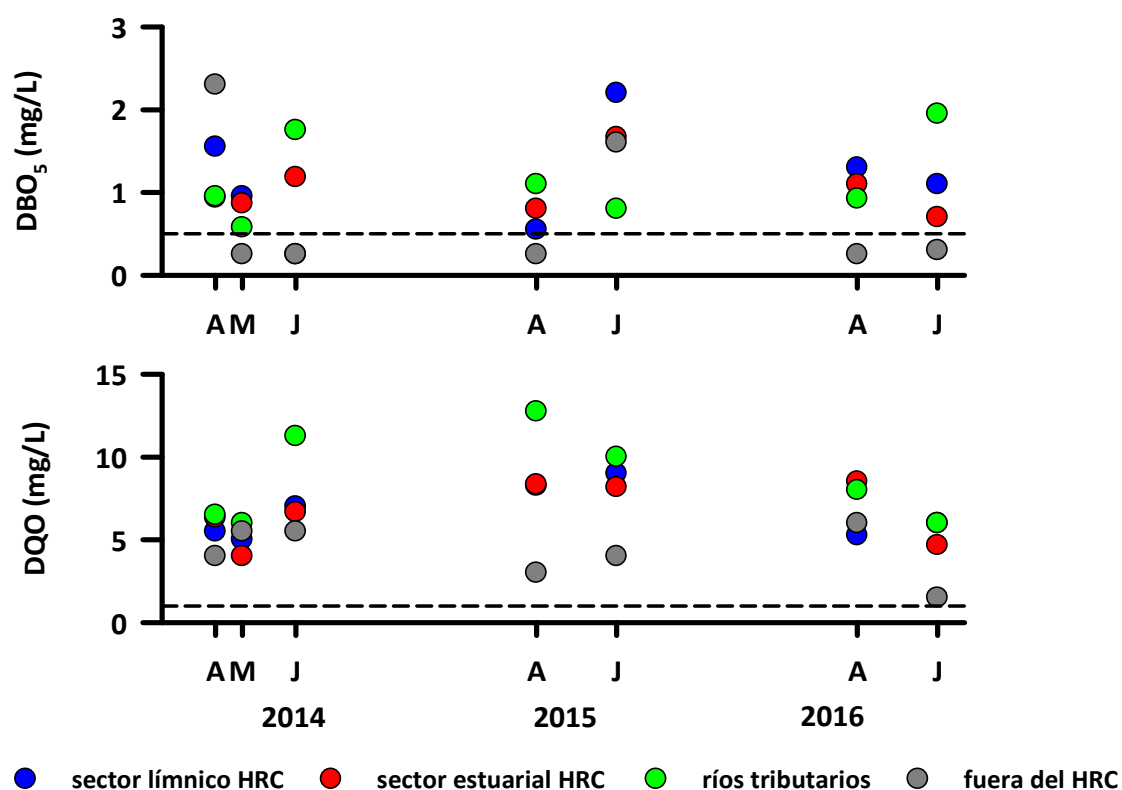 3
2
1
0
DBO5 (mg/L)
A M J A J A J
15
10
5
0
DQO (mg/L)
A M J A J A J
2014 2015 2016
sector límnico HRC sector estuarial HRC ríos tributarios fuera del HRC